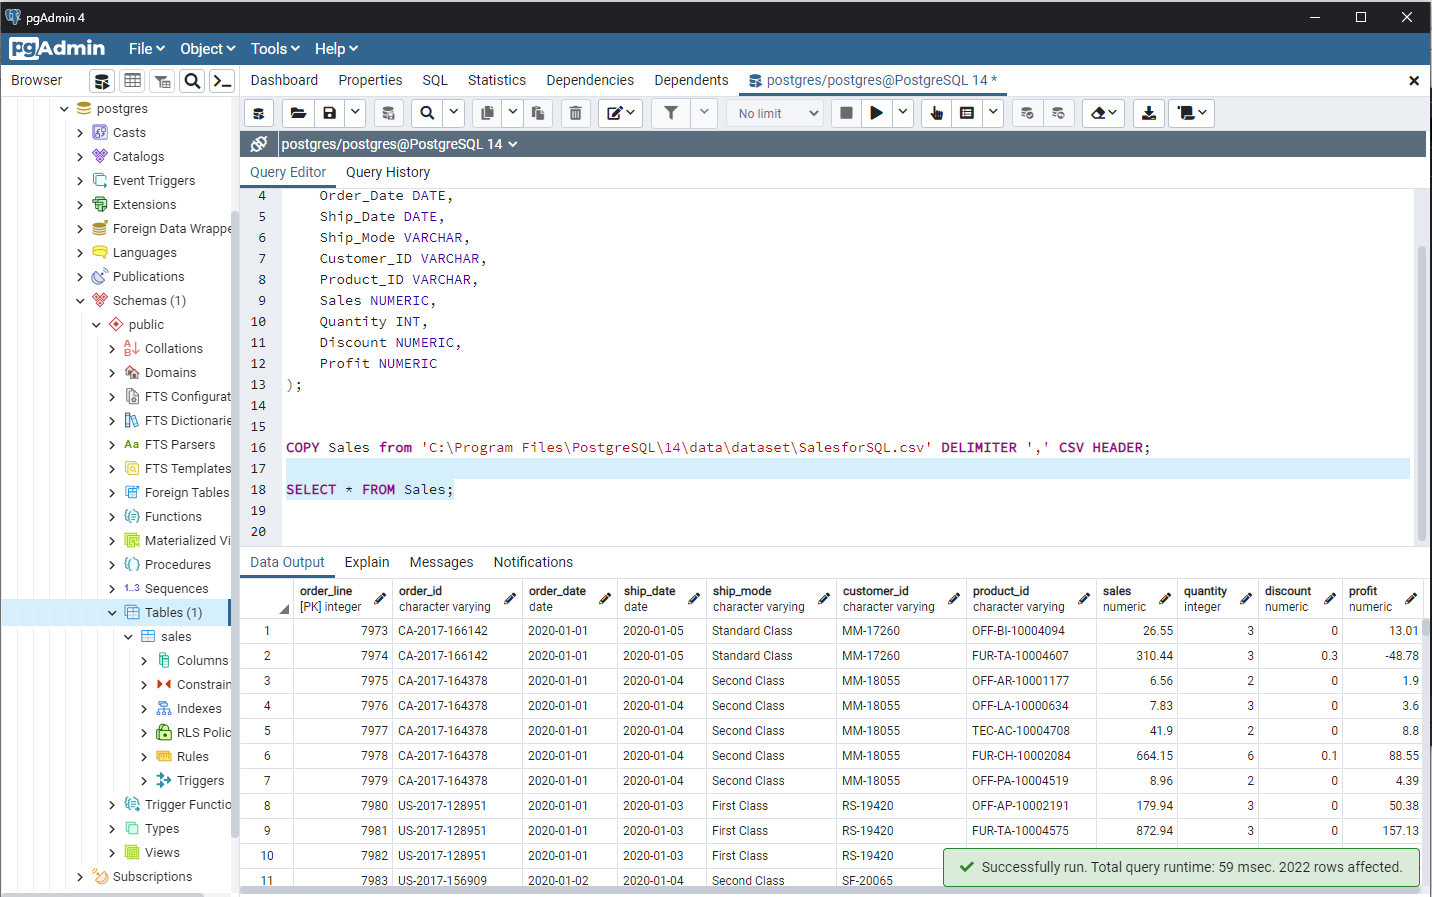 pgAdmin 4
pgAdmin File Object Tools Help
Browser Dashboard Properties SQL Statistics Dependencies Dependents postgres/postgres@PostgreSQL 14 *
No limit
postgres/postgres@PostgreSQL 14
Query Editor Query History
postgres
Casts
Catalogs
Event Triggers
Extensions
Foreign Data Wrappe
Languages
Publications
Schemas (1)
public
Collations
Domains
FTS Configurat
FTS Dictionarie
FTS Parsers
FTS Templates
Foreign Tables
Functions
Materialized Vi
Procedures
1..3 Sequences
Tables (1)
sales
Columns
Constrain
Indexes
RLS Polic
Rules
Triggers
Trigger Functio
Types
Views
Subscriptions
4 Order_Date DATE,
5 Ship_Date DATE,
6 Ship_Mode VARCHAR,
7 Customer_ID VARCHAR,
8 Product_ID VARCHAR,
9 Sales NUMERIC,
10 Quantity INT,
11 Discount NUMERIC,
12 Profit NUMERIC
13 );
14
15
16 COPY Sales from 'C:\Program Files\PostgreSQL\14\data\dataset\SalesforSQL.csv' DELIMITER ',' CSV HEADER;
17
18 SELECT * FROM Sales;
19
20
Data Output Explain Messages Notifications
order_line order_id order_date ship_date ship_mode customer_id product_id sales quantity discount profit
[PK] integer character varying date date character varying character varying character varying numeric integer numeric numeric
1 7973 CA-2017-166142 2020-01-01 2020-01-05 Standard Class MM-17260 OFF-BI-10004094 26.55 3 0 13.01
2 7974 CA-2017-166142 2020-01-01 2020-01-05 Standard Class MM-17260 FUR-TA-10004607 310.44 3 0.3 -48.78
3 7975 CA-2017-164378 2020-01-01 2020-01-04 Second Class MM-18055 OFF-AR-10001177 6.56 2 0 1.9
4 7976 CA-2017-164378 2020-01-01 2020-01-04 Second Class MM-18055 OFF-LA-10000634 7.83 3 0 3.6
5 7977 CA-2017-164378 2020-01-01 2020-01-04 Second Class MM-18055 TEC-AC-10004708 41.9 2 0 8.8
6 7978 CA-2017-164378 2020-01-01 2020-01-04 Second Class MM-18055 FUR-CH-10002084 664.15 6 0.1 88.55
7 7979 CA-2017-164378 2020-01-01 2020-01-04 Second Class MM-18055 OFF-PA-10004519 8.96 2 0 4.39
8 7980 US-2017-128951 2020-01-01 2020-01-03 First Class RS-19420 OFF-AP-10002191 179.94 3 0 50.38
9 7981 US-2017-128951 2020-01-01 2020-01-03 First Class RS-19420 FUR-TA-10004575 872.94 3 0 157.13
10 7982 US-2017-128951 2020-01-01 2020-01-03 First Class RS-19420
11 7983 US-2017-156909 2020-01-02 2020-01-04 Second Class SF-20065
Successfully run. Total query runtime: 59 msec. 2022 rows affected.